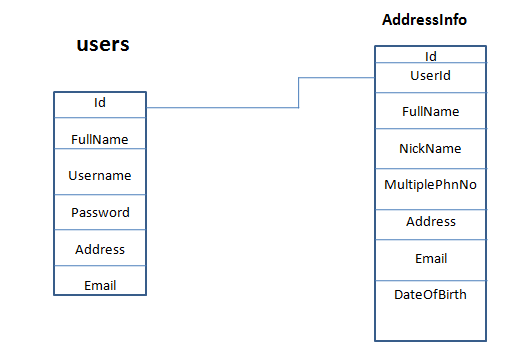 users
Id
FullName
Username
Password
Address
Email
AddressInfo
Id
UserId
FullName
NickName
MultiplePhnNo
Address
Email
DateOfBirth